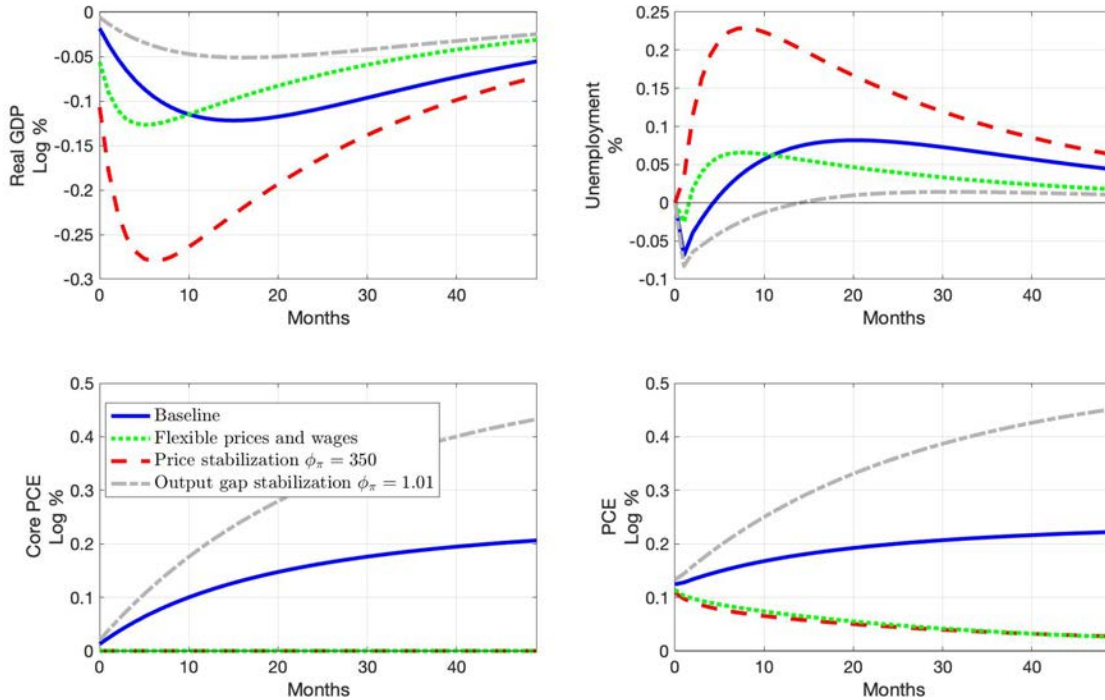 Real GDP
Log %
0
-0.05
-0.1
-0.15
-0.2
-0.25
-0.3
0 10 20 30 40
Months
Unemployment
%
0.25
0.2
0.15
0.1
0.05
0
-0.05
-0.1
0 10 20 30 40
Months
Core PCE
Log %
0.5
0.4
0.3
0.2
0.1
0
Baseline
Flexible prices and wages
Price stabilization ϕπ = 350
Output gap stabilization ϕπ = 1.01
0 10 20 30 40
Months
PCE
Log %
0.5
0.4
0.3
0.2
0.1
0
0 10 20 30 40
Months